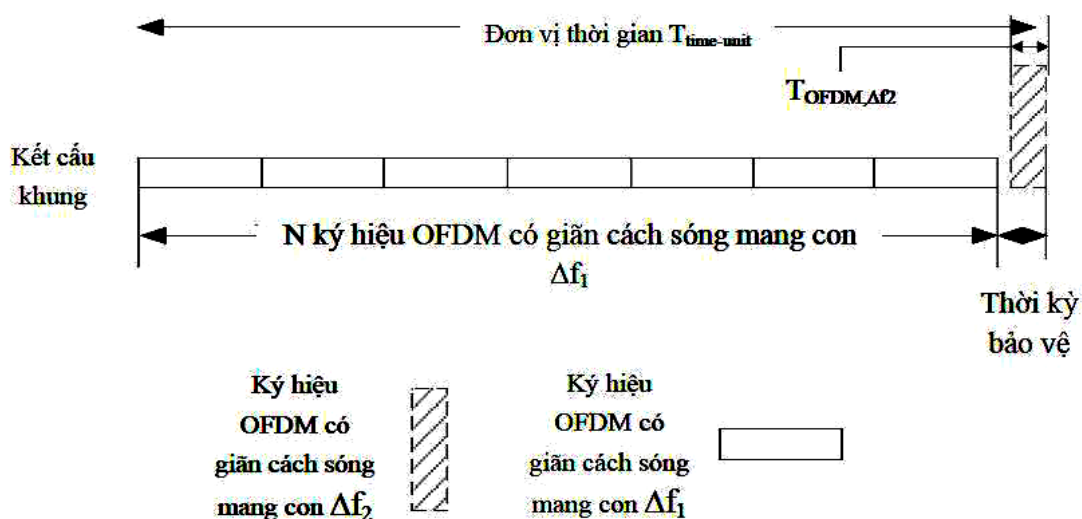 Đơn vị thời gian Ttime-unit
TOFDM,Δf2
Kết cấu
khung
N ký hiệu OFDM có giãn cách sóng mang con
Δf1
Thời kỳ
bảo vệ
Ký hiệu
OFDM có
giãn cách sóng
mang con Δf2
Ký hiệu
OFDM có
giãn cách sóng
mang con Δf1